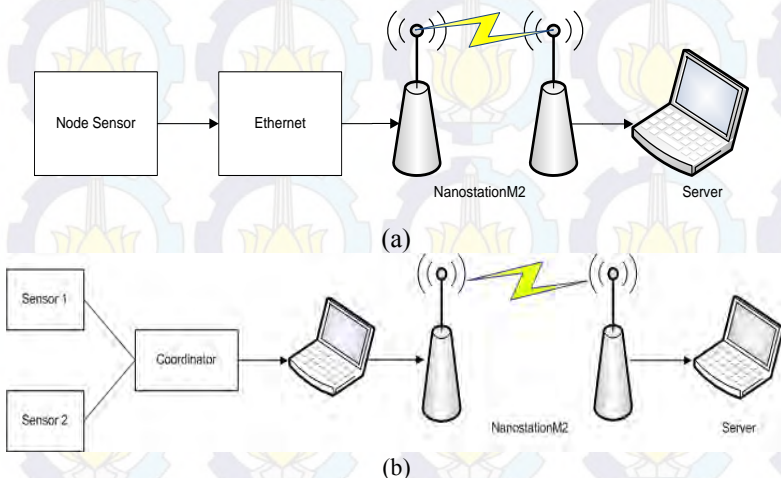 Node Sensor
Ethernet
NanostationM2
Server
(a)
Sensor 1
Coordinator
Sensor 2
NanostationM2
Server
(b)